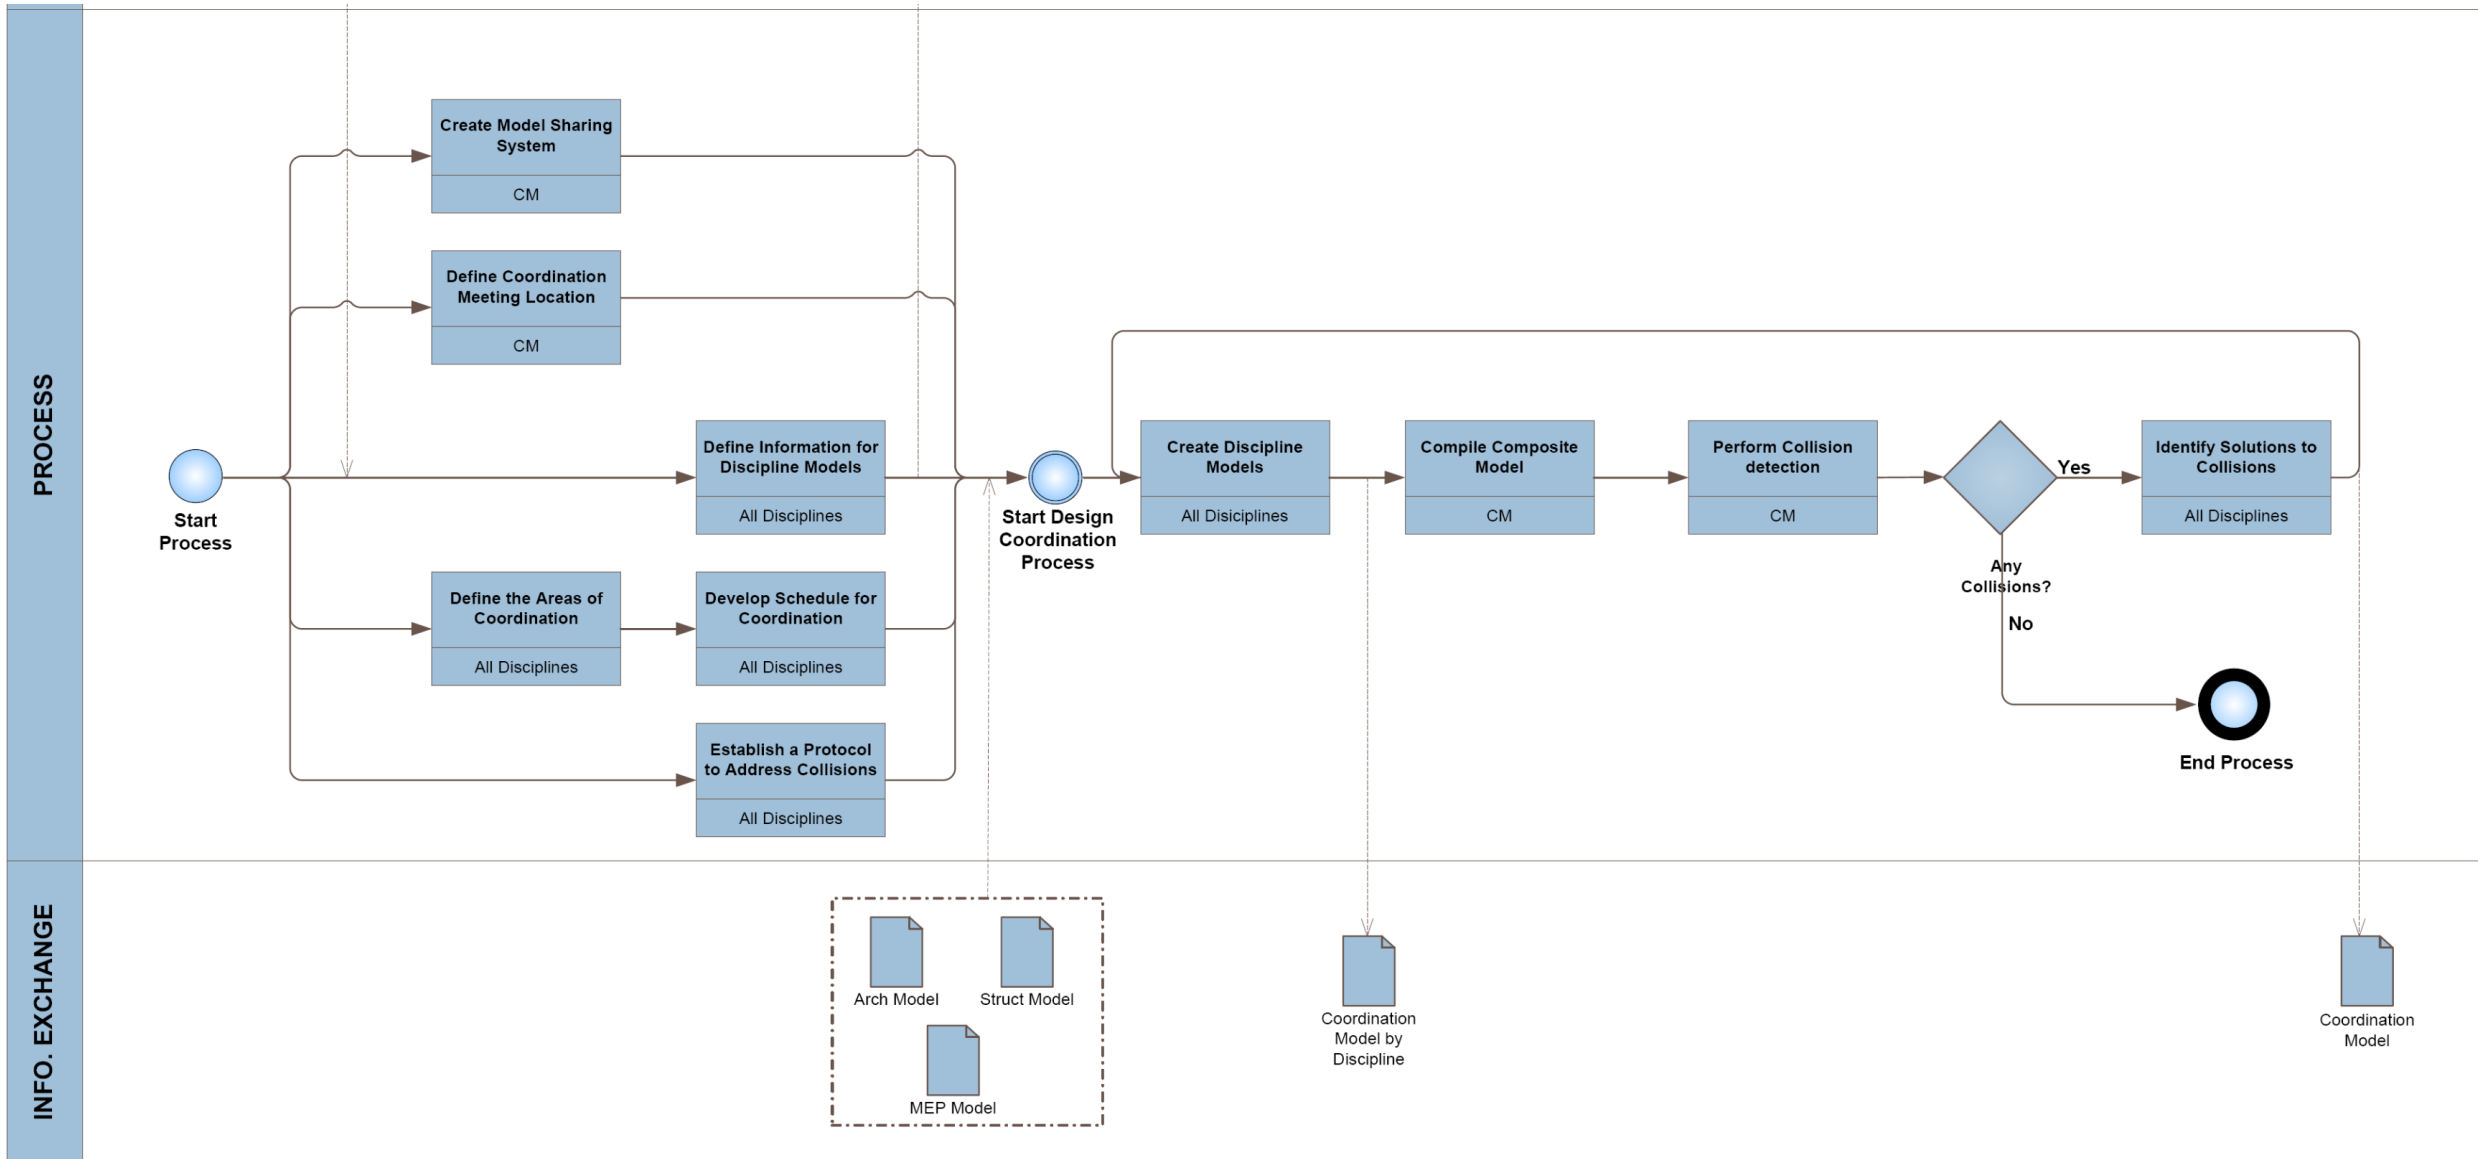 PROCESS
Create Model Sharing
System
CM
Define Coordination
Meeting Location
CM
Start
Process
Define Information for
Discipline Models
All Disciplines
Define the Areas of
Coordination
All Disciplines
Develop Schedule for
Coordination
All Disciplines
Establish a Protocol
to Address Collisions
All Disciplines
Start Design
Coordination
Process
Create Discipline
Models
All Disiciplines
Compile Composite
Model
CM
Perform Collision
detection
CM
Any
Collisions?
Yes
No
Identify Solutions to
Collisions
All Disciplines
End Process
INFO. EXCHANGE
Arch Model
Struct Model
MEP Model
Coordination
Model by
Discipline
Coordination
Model